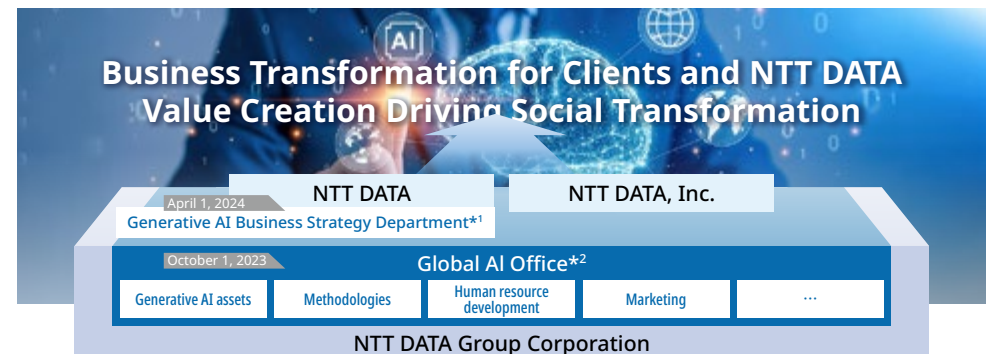 AI
Business Transformation for Clients and NTT DATA
Value Creation Driving Social Transformation
NTT DATA
NTT DATA, Inc.
April 1, 2024
Generative AI Business Strategy Department*1
October 1, 2023
Global AI Office*2
Generative AI assets
Methodologies
Human resource
development
Marketing
...
NTT DATA Group Corporation